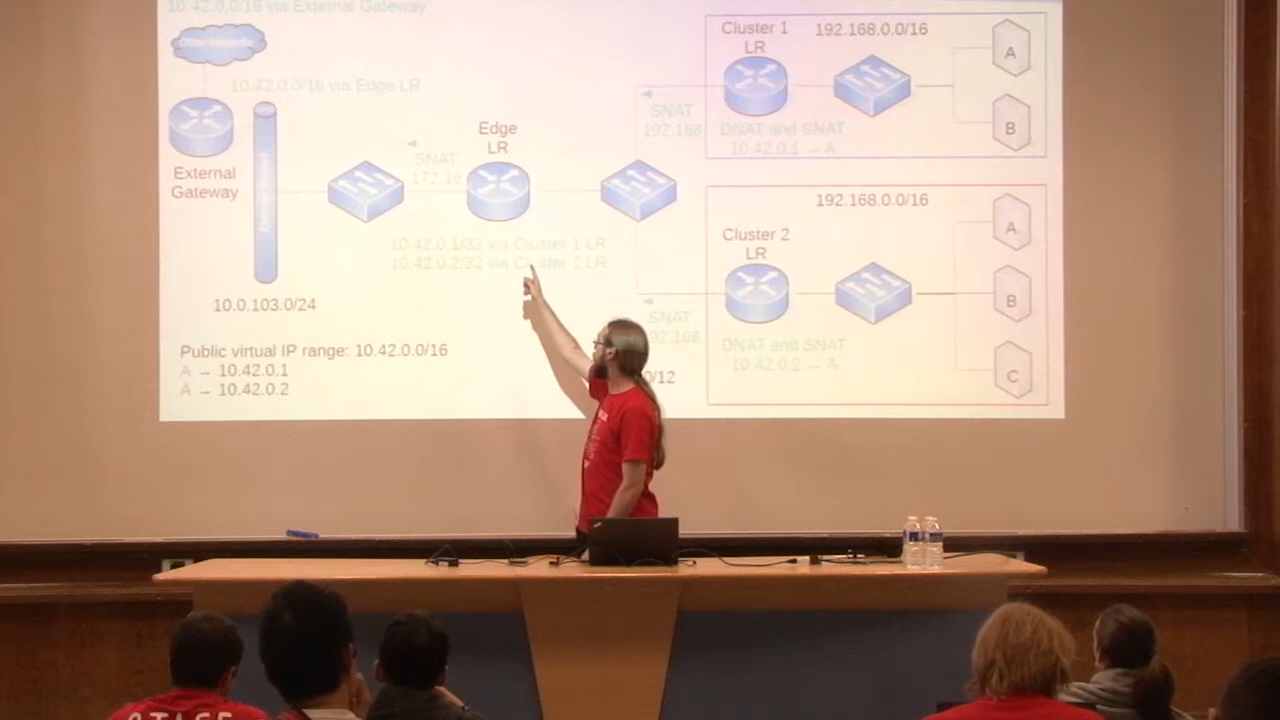 10.42.0.0/16 via External Gateway
10.42.0.0/16 via Edge LR
External
Gateway
10.0.103.0/24
SNAT
172.16
Edge
LR
10.42.0.1/32 via Cluster 1 LR
10.42.0.2/32 via Cluster 2 LR
Public virtual IP range: 10.42.0.0/16
A → 10.42.0.1
A → 10.42.0.2
0/12
SNAT
192.168
Cluster 1
LR
192.168.0.0/16
DNAT and SNAT
10.42.0.1 → A
A
B
SNAT
92.168
Cluster 2
LR
192.168.0.0/16
DNAT and SNAT
10.42.0.2 → A
A
B
C